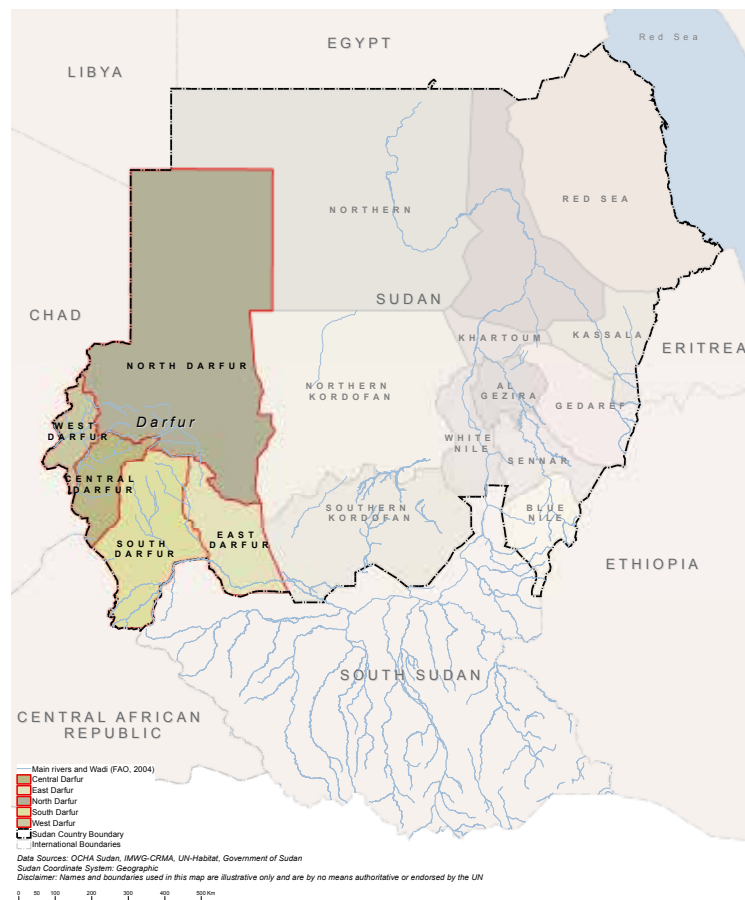 EGYPT
Red Sea
LIBYA
RED SEA
NORTHERN
SUDAN
CHAD
KHARTOUM
KASSALA
ERITREA
NORTH DARFUR
NORTHERN
KORDOFAN
AL
GEZIRA
GEDAREF
Darfur
WEST
DARFUR
WHITE
NILE
SENNAR
CENTRAL
DARFUR
SOUTHERN
KORDOFAN
BLUE
NILE
EAST
DARFUR
SOUTH
DARFUR
ETHIOPIA
SOUTH SUDAN
CENTRAL AFRICAN
REPUBLIC
Main rivers and Wadi (FAO, 2004)
Central Darfur
East Darfur
North Darfur
South Darfur
West Darfur
Sudan Country Boundary
International Boundaries
Data Sources: OCHA Sudan, IMWG-CRMA, UN-Habitat, Government of Sudan
Sudan Coordinate System: Geographic
Disclaimer: Names and boundaries used in this map are illustrative only and are by no means authoritative or endorsed by the UN
0 50 100 200 300 400 500 Km